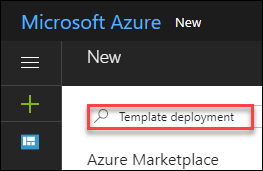 Microsoft Azure New
New
Template deployment
Azure Marketplace